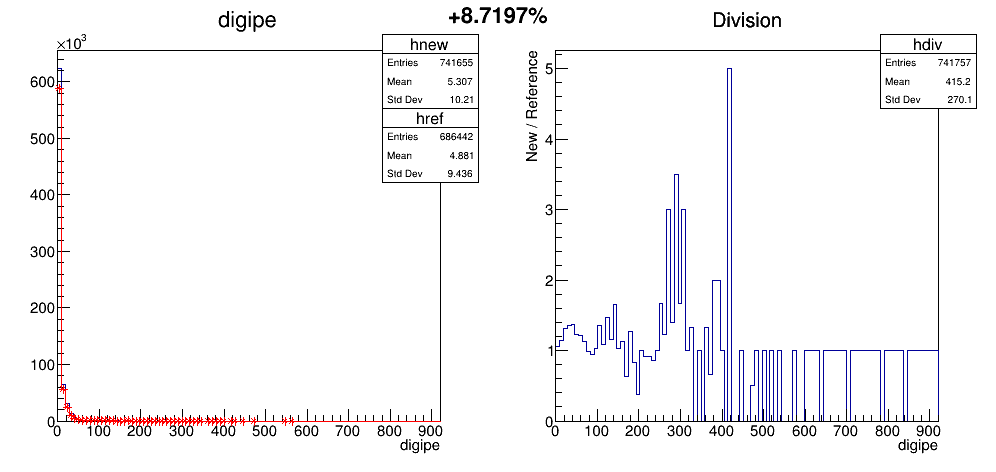 +8.7197%
digipe
×10³
600
500
400
300
200
100
0
0 100 200 300 400 500 600 700 800 900
digipe
hnew
Entries 741655
Mean 5.307
Std Dev 10.21
href
Entries 686442
Mean 4.881
Std Dev 9.436
Division
New / Reference
5
4
3
2
1
0
0 100 200 300 400 500 600 700 800 900
digipe
hdiv
Entries 741757
Mean 415.2
Std Dev 270.1